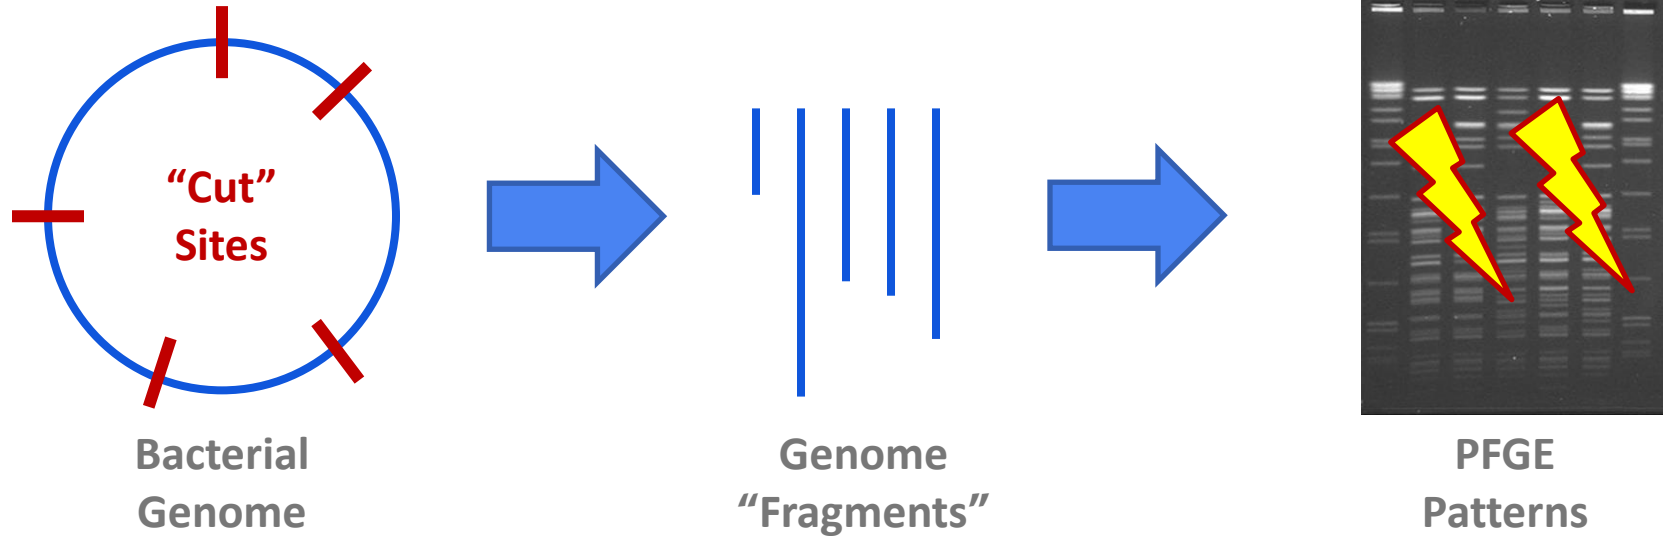 “Cut”
Sites
Bacterial
Genome
Genome
“Fragments”
PFGE
Patterns